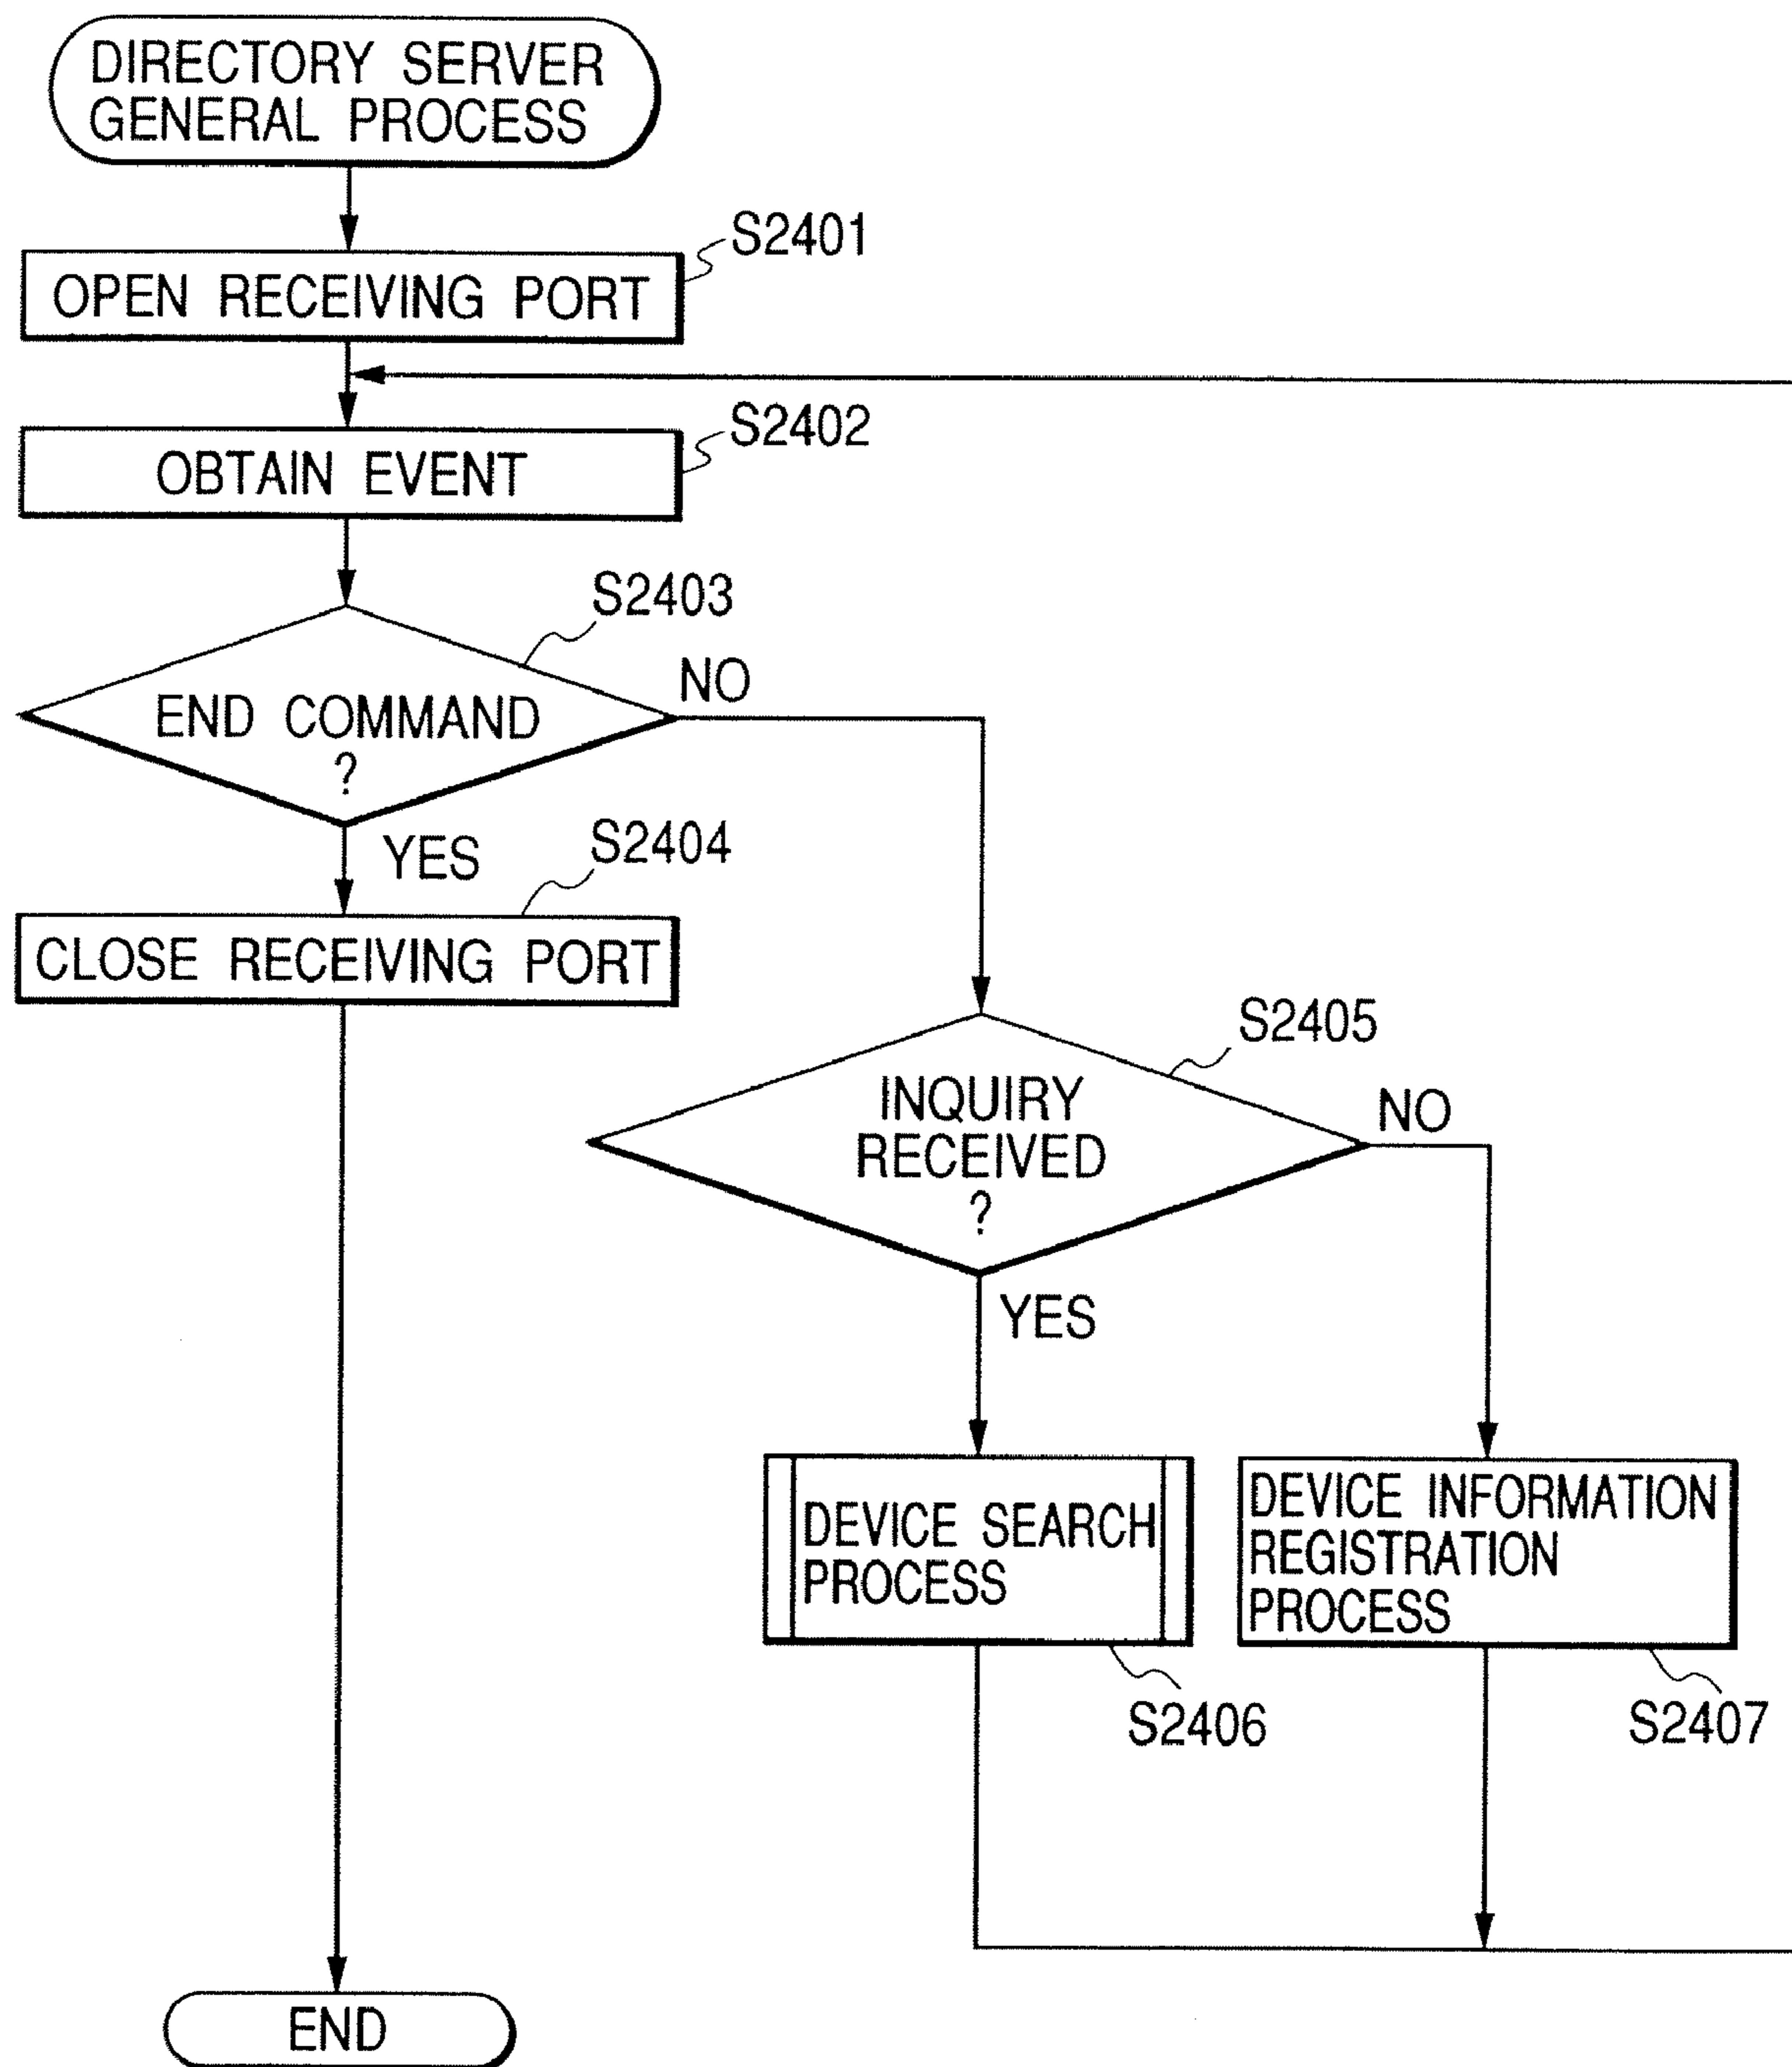 DIRECTORY SERVER
GENERAL PROCESS
S2401
OPEN RECEIVING PORT
S2402
OBTAIN EVENT
S2403
END COMMAND
?
NO
YES
S2404
CLOSE RECEIVING PORT
S2405
INQUIRY
RECEIVED
?
NO
YES
DEVICE SEARCH
PROCESS
S2406
DEVICE INFORMATION
REGISTRATION
PROCESS
S2407
END